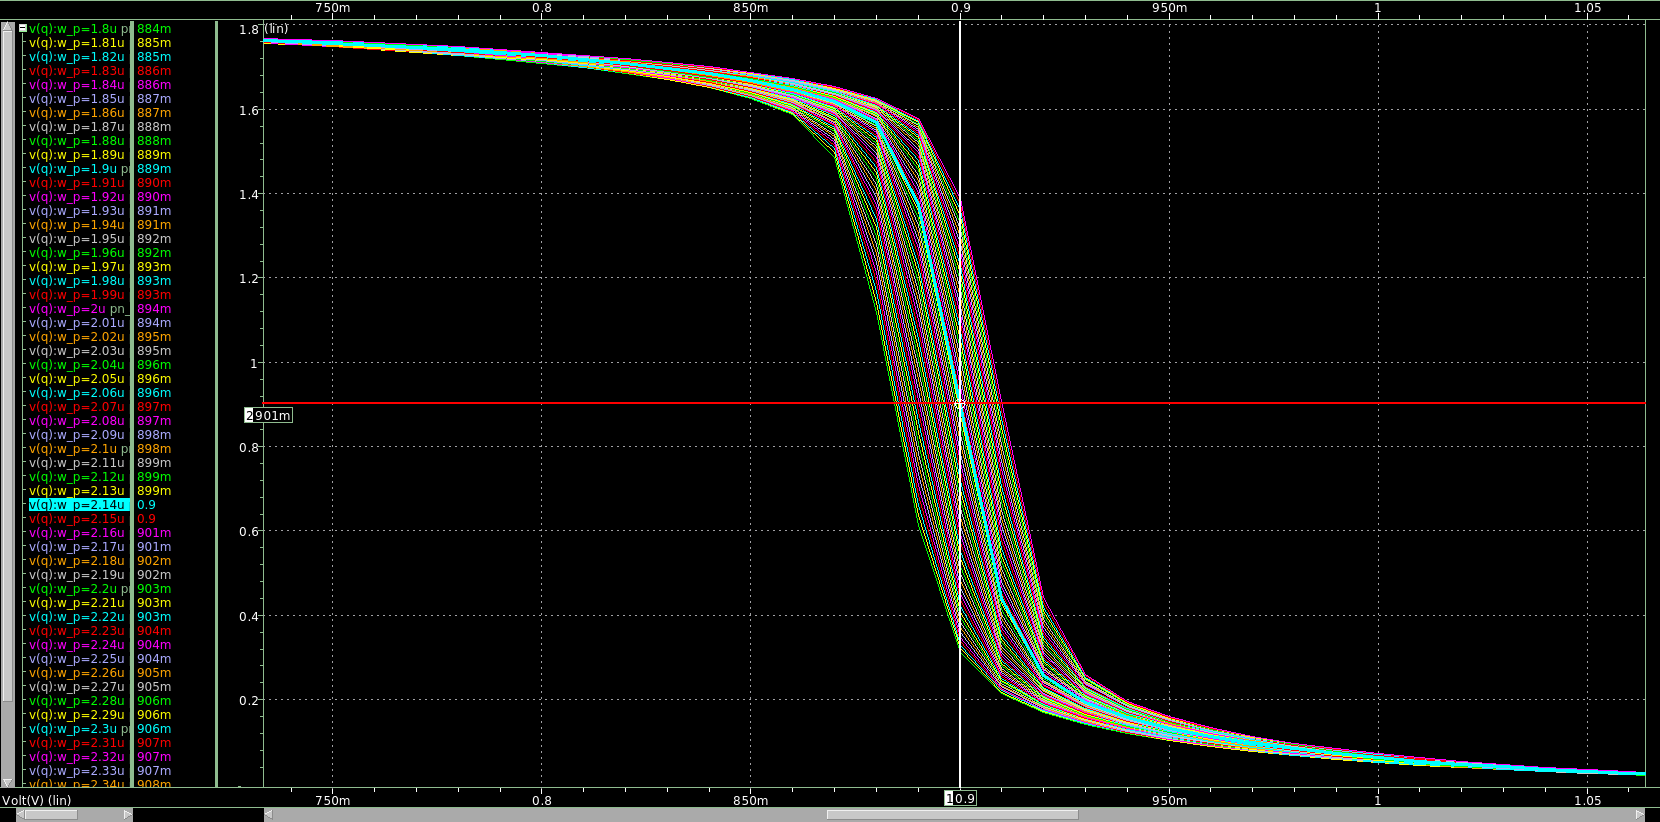 750m 0.8 850m 0.9 950m 1 1.05
1.8 (lin)
v(q):w_p=1.8u pn 884m
v(q):w_p=1.81u 885m
v(q):w_p=1.82u 885m
v(q):w_p=1.83u 886m
v(q):w_p=1.84u 886m
v(q):w_p=1.85u 887m
v(q):w_p=1.86u 887m
v(q):w_p=1.87u 888m
v(q):w_p=1.88u 888m
v(q):w_p=1.89u 889m
v(q):w_p=1.9u p 889m
v(q):w_p=1.91u 890m
v(q):w_p=1.92u 890m
v(q):w_p=1.93u 891m
v(q):w_p=1.94u 891m
v(q):w_p=1.95u 892m
v(q):w_p=1.96u 892m
v(q):w_p=1.97u 893m
v(q):w_p=1.98u 893m
v(q):w_p=1.99u 893m
v(q):w_p=2u pn_ 894m
v(q):w_p=2.01u 894m
v(q):w_p=2.02u 895m
v(q):w_p=2.03u 895m
v(q):w_p=2.04u 896m
v(q):w_p=2.05u 896m
v(q):w_p=2.06u 896m
v(q):w_p=2.07u 897m
v(q):w_p=2.08u 897m
v(q):w_p=2.09u 898m
v(q):w_p=2.1u p 898m
v(q):w_p=2.11u 899m
v(q):w_p=2.12u 899m
v(q):w_p=2.13u 899m
v(q):w_p=2.14u 0.9
v(q):w_p=2.15u 0.9
v(q):w_p=2.16u 901m
v(q):w_p=2.17u 901m
v(q):w_p=2.18u 902m
v(q):w_p=2.19u 902m
v(q):w_p=2.2u p 903m
v(q):w_p=2.21u 903m
v(q):w_p=2.22u 903m
v(q):w_p=2.23u 904m
v(q):w_p=2.24u 904m
v(q):w_p=2.25u 904m
v(q):w_p=2.26u 905m
v(q):w_p=2.27u 905m
v(q):w_p=2.28u 906m
v(q):w_p=2.29u 906m
v(q):w_p=2.3u p 906m
v(q):w_p=2.31u 907m
v(q):w_p=2.32u 907m
v(q):w_p=2.33u 907m
v(q):w_p=2.34u 908m
1.6
1.4
1.2
1
2 901m
0.8
0.6
0.4
0.2
Volt(V) (lin)
750m 0.8 850m 1 0.9 950m 1 1.05